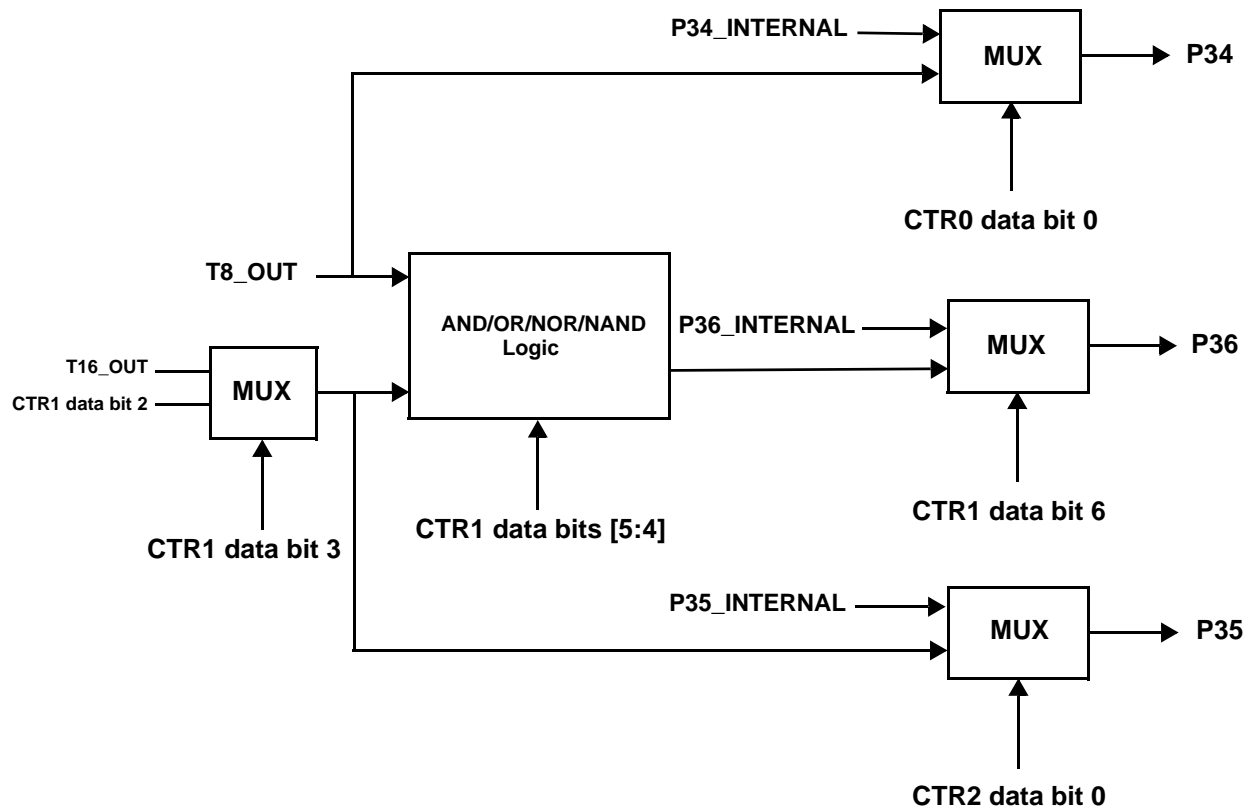 P34_INTERNAL
MUX
P34
CTR0 data bit 0
T8_OUT
AND/OR/NOR/NAND
Logic
P36_INTERNAL
MUX
P36
T16_OUT
CTR1 data bit 2
MUX
CTR1 data bit 3
CTR1 data bits [5:4]
CTR1 data bit 6
P35_INTERNAL
MUX
P35
CTR2 data bit 0